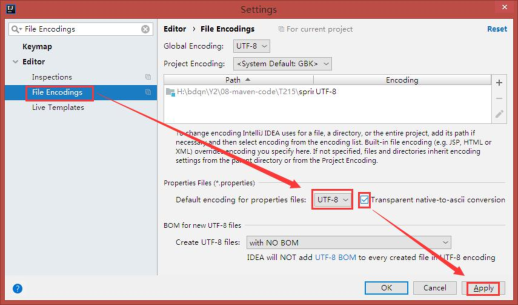 Settings
File Encodings
Keymap
Editor
Inspections
File Encodings
Live Templates
Editor › File Encodings
For current project
Reset
Global Encoding: UTF-8
Project Encoding: <System Default: GBK>
Path
Encoding
H:\bdqn\Y2\08-maven-code\T215\sprie UTF-8
To change encoding IntelliJ IDEA uses for a file, a directory, or the entire project, add its path if
necessary and then select encoding from the encoding list. Built-in file encoding (e.g. JSP, HTML or
XML) overrides encoding you specify here. If not specified, files and directories inherit encoding
settings from the parent directory or from the Project Encoding.
Properties Files (*.properties)
Default encoding for properties files: UTF-8 Transparent native-to-ascii conversion
BOM for new UTF-8 files
Create UTF-8 files: with NO BOM
IDEA will NOT add UTF-8 BOM to every created file in UTF-8 encoding
?
OK
Cancel
Apply